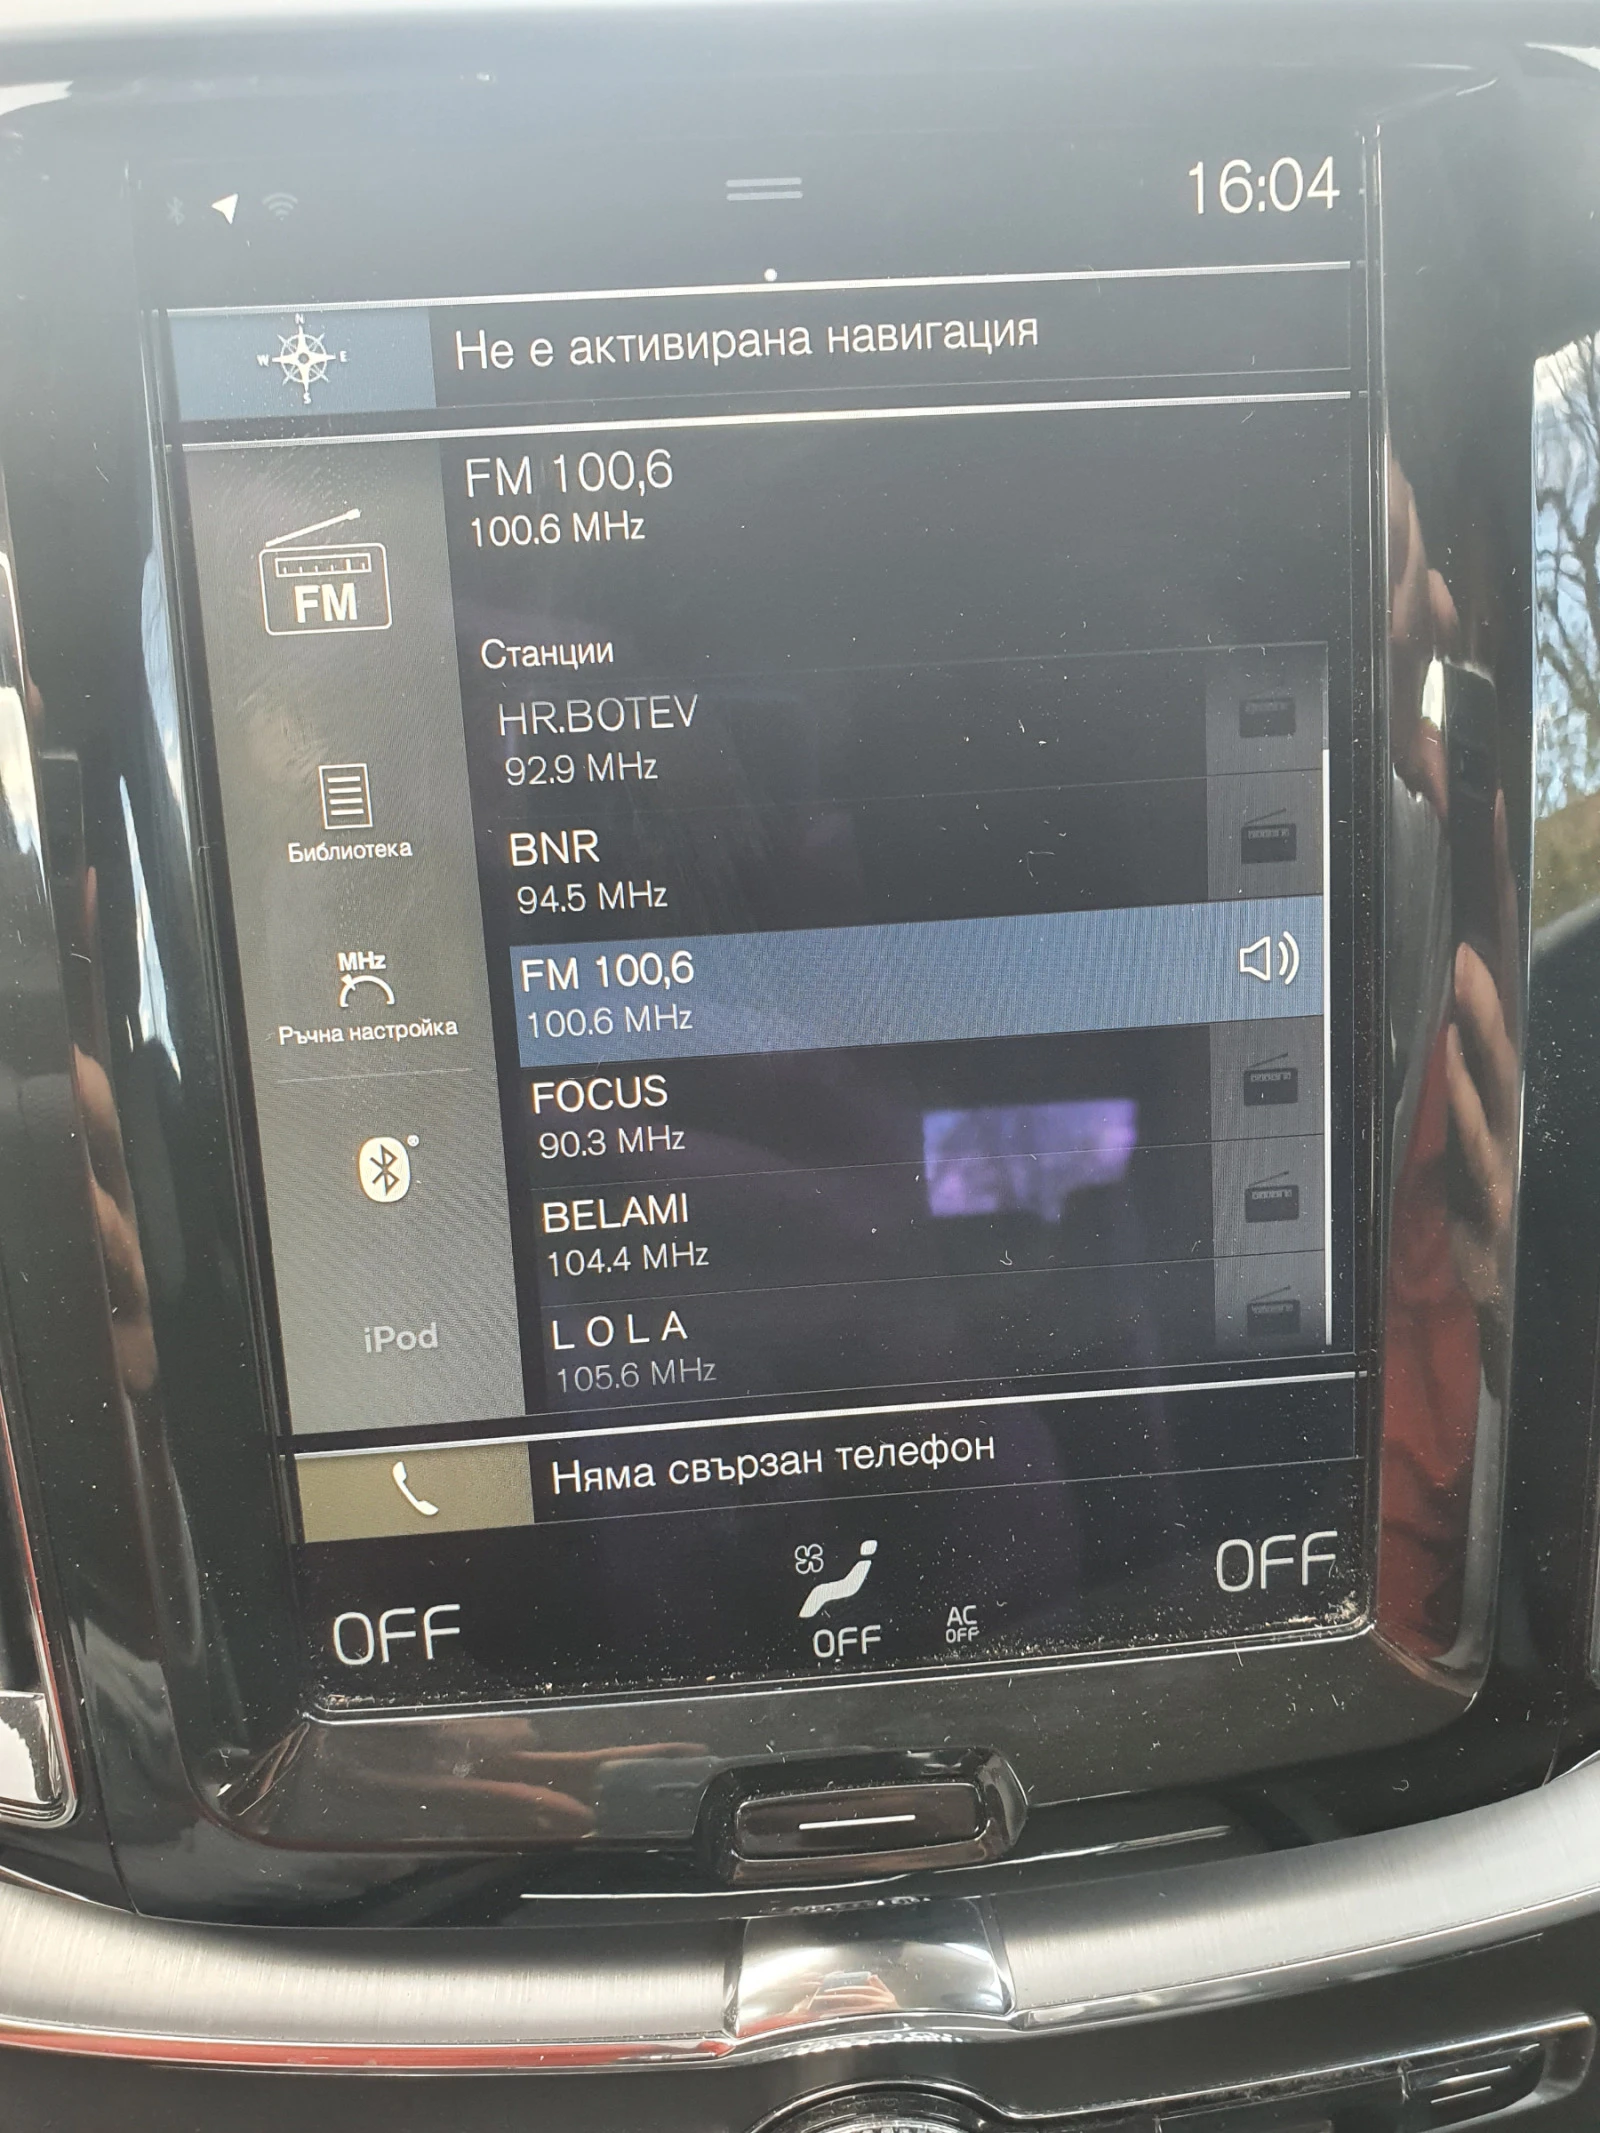 16:04
N
W E
S
Не е активирана навигация
FM 100,6
100.6 MHz
FM
Станции
HR.BOTEV
92.9 MHz
Библиотека
BNR
94.5 MHz
MHz
Ръчна настройка
FM 100,6
100.6 MHz
FOCUS
90.3 MHz
BELAMI
104.4 MHz
iPod
L O L A
105.6 MHz
Няма свързан телефон
OFF
OFF
AC
OFF
OFF